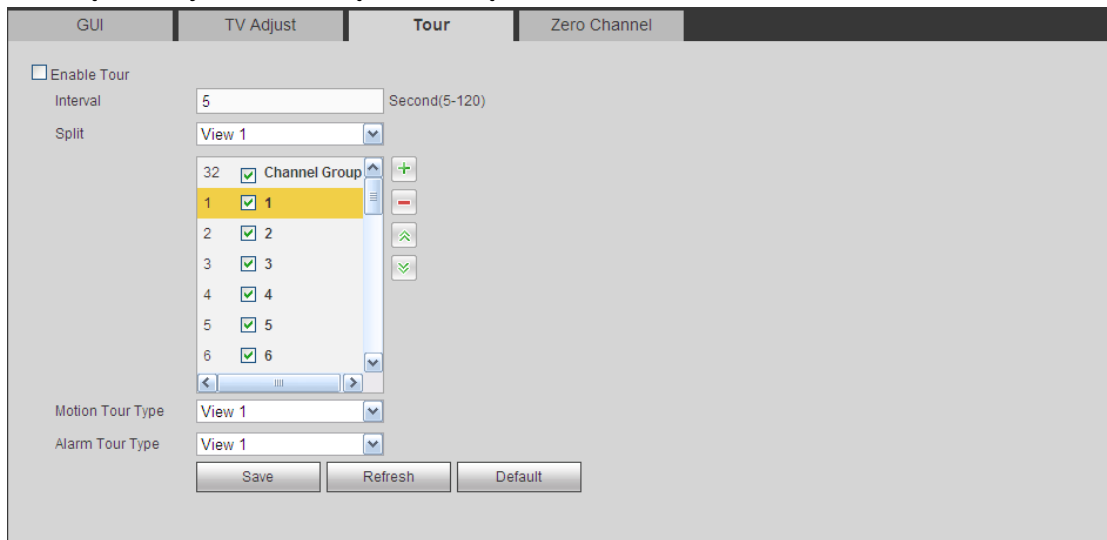 GUI TV Adjust Tour Zero Channel
Enable Tour
Interval 5 Second(5-120)
Split View 1
32 Channel Group
1 1
2 2
3 3
4 4
5 5
6 6
Motion Tour Type View 1
Alarm Tour Type View 1
Save Refresh Default